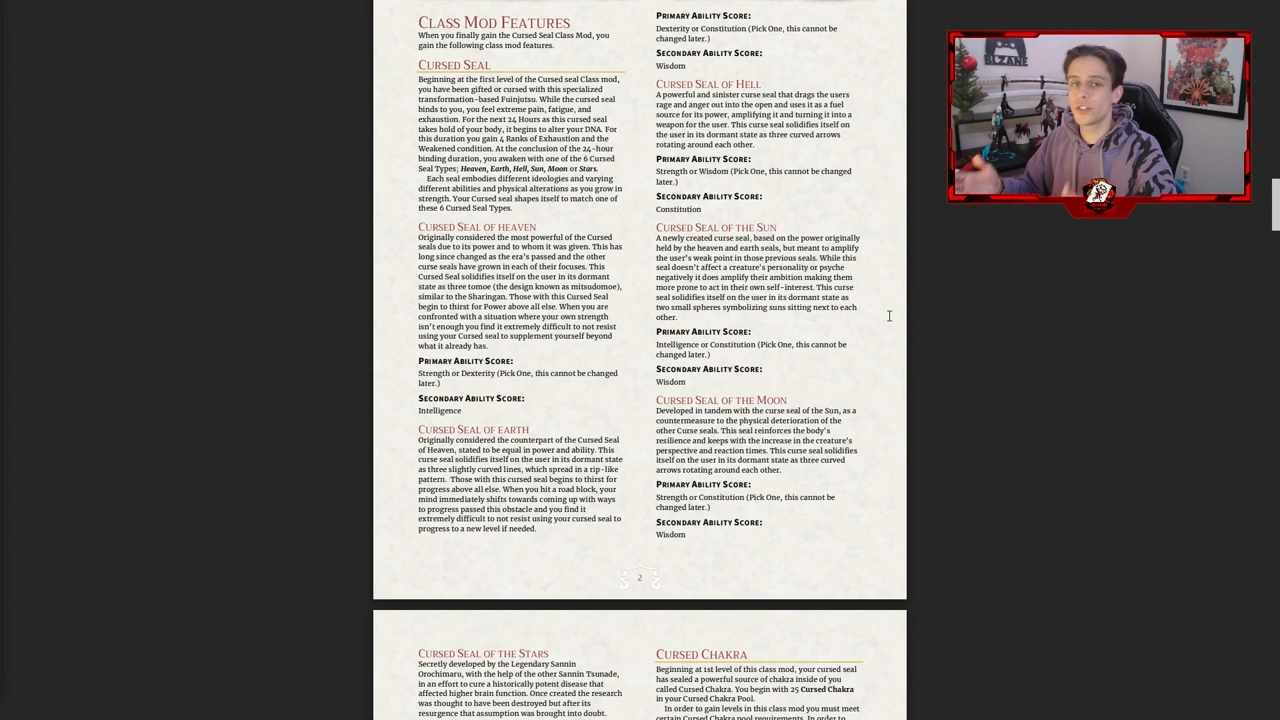 CLASS MOD FEATURES
When you finally gain the Cursed Seal Class Mod, you
gain the following class mod features.
CURSED SEAL
Beginning at the first level of the Cursed seal Class mod,
you have been gifted or cursed with this specialized
transformation-based Fuinjutsu. While the cursed seal
binds to you, you feel extreme pain, fatigue, and
exhaustion. For the next 24 Hours as this cursed seal
takes hold of your body, it begins to alter your DNA. For
this duration you gain 4 Ranks of Exhaustion and the
Weakened condition. At the conclusion of the 24-hour
binding duration, you awaken with one of the 6 Cursed
Seal Types; Heaven, Earth, Hell, Sun, Moon or Stars.
Each seal embodies different ideologies and varying
different abilities and physical alterations as you grow in
strength. Your Cursed seal shapes itself to match one of
these 6 Cursed Seal Types.
CURSED SEAL OF HEAVEN
Originally considered the most powerful of the Cursed
seals due to its power and to whom it was given. This has
long since changed as the era's passed and the other
curse seals have grown in each of their focuses. This
Cursed Seal solidifies itself on the user in its dormant
state as three tomoe (the design known as mitsudomoe),
similar to the Sharingan. Those with this Cursed Seal
begin to thirst for Power above all else. When you are
confronted with a situation where your own strength
isn't enough you find it extremely difficult to not resist
using your Cursed seal to supplement yourself beyond
what it already has.
PRIMARY ABILITY SCORE:
Strength or Dexterity (Pick One, this cannot be changed
later.)
SECONDARY ABILITY SCORE:
Intelligence
CURSED SEAL OF EARTH
Originally considered the counterpart of the Cursed Seal
of Heaven, stated to be equal in power and ability. This
curse seal solidifies itself on the user in its dormant state
as three slightly curved lines, which spread in a rip-like
pattern. Those with this cursed seal begins to thirst for
progress above all else. When you hit a road block, your
mind immediately shifts towards coming up with ways
to progress passed this obstacle and you find it
extremely difficult to not resist using your cursed seal to
progress to a new level if needed.
PRIMARY ABILITY SCORE:
Dexterity or Constitution (Pick One, this cannot be
changed later.)
SECONDARY ABILITY SCORE:
Wisdom
CURSED SEAL OF HELL
A powerful and sinister curse seal that drags the users
rage and anger out into the open and uses it as a fuel
source for its power, amplifying it and turning it into a
weapon for the user. This curse seal solidifies itself on
the user in its dormant state as three curved arrows
rotating around each other.
PRIMARY ABILITY SCORE:
Strength or Wisdom (Pick One, this cannot be changed
later.)
SECONDARY ABILITY SCORE:
Constitution
CURSED SEAL OF THE SUN
A newly created curse seal, based on the power originally
held by the heaven and earth seals, but meant to amplify
the user's weak point in those previous seals. While this
seal doesn't affect a creature's personality or psyche
negatively it does amplify their ambition making them
more prone to act in their own self-interest. This curse
seal solidifies itself on the user in its dormant state as
two small spheres symbolizing suns sitting next to each
other.
PRIMARY ABILITY SCORE:
Intelligence or Constitution (Pick One, this cannot be
changed later.)
SECONDARY ABILITY SCORE:
Wisdom
CURSED SEAL OF THE MOON
Developed in tandem with the curse seal of the Sun, as a
countermeasure to the physical deterioration of the
other Curse seals. This seal reinforces the body's
resilience and keeps with the increase in the creature's
perspective and reaction times. This curse seal solidifies
itself on the user in its dormant state as three curved
arrows rotating around each other.
PRIMARY ABILITY SCORE:
Strength or Constitution (Pick One, this cannot be
changed later.)
SECONDARY ABILITY SCORE:
Wisdom
2
CURSED SEAL OF THE STARS
Secretly developed by the Legendary Sannin
Orochimaru, with the help of the other Sannin Tsunade,
in an effort to cure a historically potent disease that
affected higher brain function. Once created the research
was thought to have been destroyed but after its
resurgence that assumption was brought into doubt.
CURSED CHAKRA
Beginning at 1st level of this class mod, your cursed seal
has sealed a powerful source of chakra inside of you
called Cursed Chakra. You begin with 25 Cursed Chakra
in your Cursed Chakra Pool.
In order to gain levels in this class mod you must meet
certain Cursed Chakra pool requirements. In order to
BIZANE